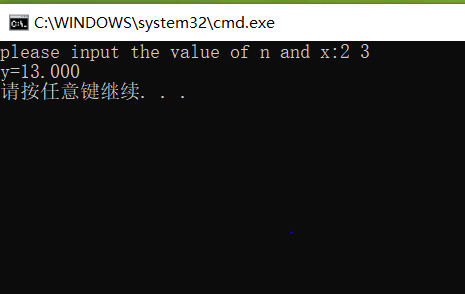 C:\WINDOWS\system32\cmd.exe
please input the value of n and x:2 3
y=13.000
请按任意键继续. . .